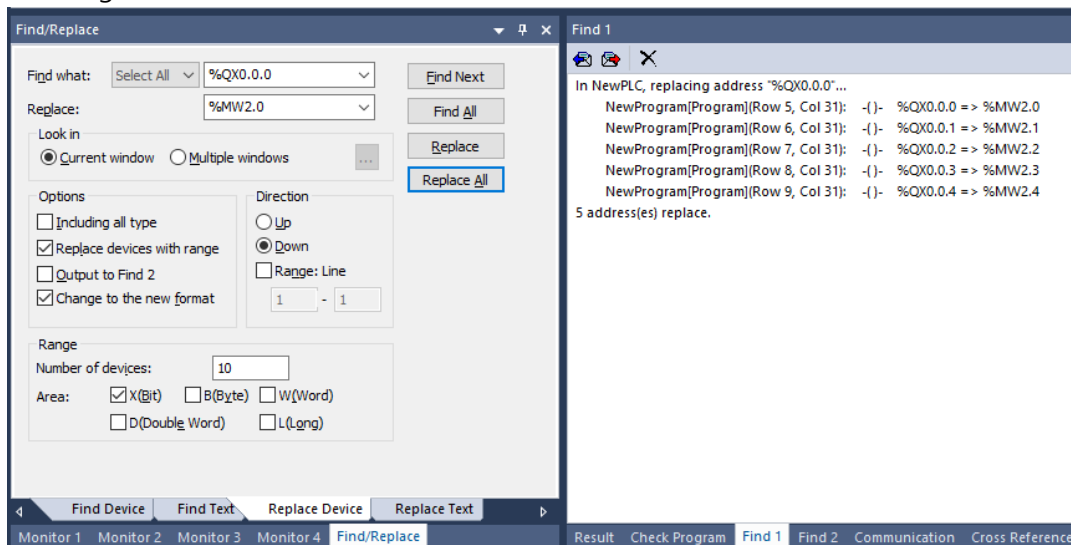 Find/Replace
Find what: Select All %QX0.0.0 Find Next
Replace: %MW2.0 Find All
Look in
Current window Multiple windows ... Replace
Replace All
Options Direction
Including all type Up
Replace devices with range Down
Output to Find 2 Range: Line
Change to the new format 1 - 1
Range
Number of devices: 10
Area: X(Bit) B(Byte) W(Word)
D(Double Word) L(Long)
Find Device Find Text Replace Device Replace Text
Monitor 1 Monitor 2 Monitor 3 Monitor 4 Find/Replace
Find 1
In NewPLC, replacing address "%QX0.0.0"...
NewProgram[Program](Row 5, Col 31): -( )- %QX0.0.0 => %MW2.0
NewProgram[Program](Row 6, Col 31): -( )- %QX0.0.1 => %MW2.1
NewProgram[Program](Row 7, Col 31): -( )- %QX0.0.2 => %MW2.2
NewProgram[Program](Row 8, Col 31): -( )- %QX0.0.3 => %MW2.3
NewProgram[Program](Row 9, Col 31): -( )- %QX0.0.4 => %MW2.4
5 address(es) replace.
Result Check Program Find 1 Find 2 Communication Cross Reference